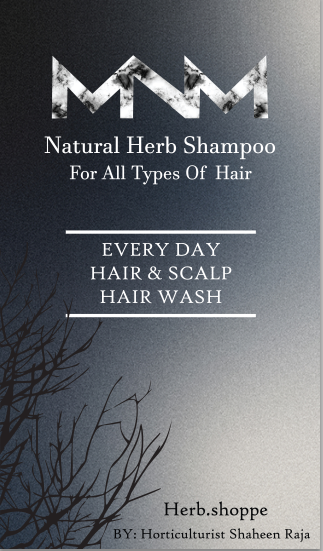 MNM
Natural Herb Shampoo
For All Types Of Hair
EVERY DAY
HAIR & SCALP
HAIR WASH
Herb.shoppe
BY: Horticulturist Shaheen Raja